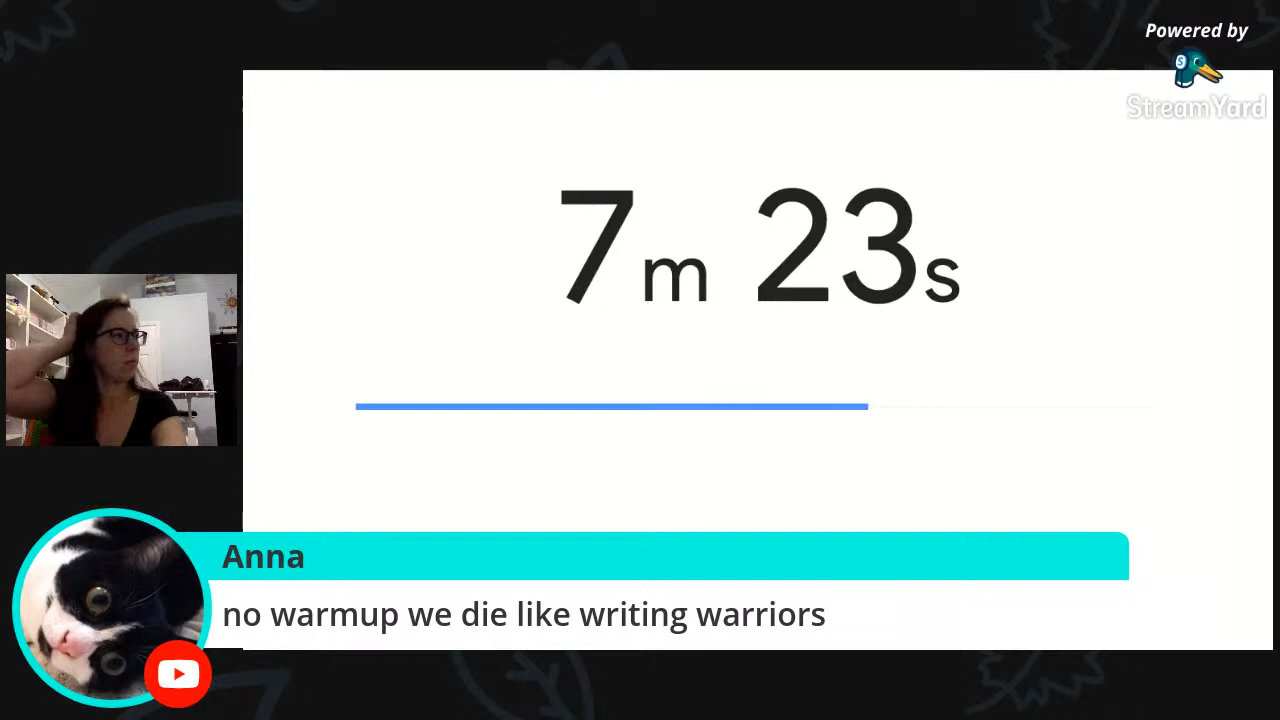 Powered by
StreamYard
7m 23s
Anna
no warmup we die like writing warriors